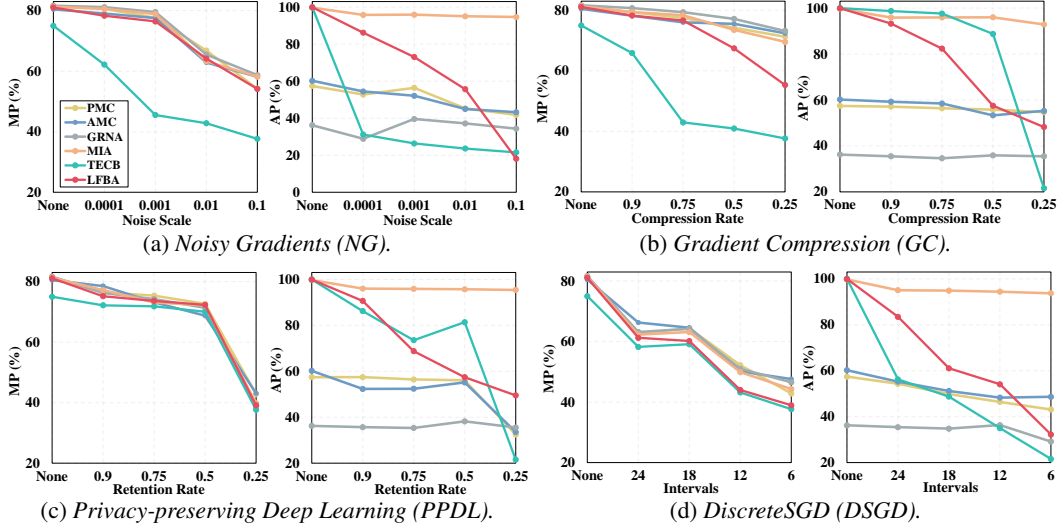 80
60
40
20
MP (%)
PMC
AMC
GRNA
MIA
TECB
LFBA
None 0.0001 0.001 0.01 0.1
Noise Scale
100
80
60
40
20
0
AP (%)
None 0.0001 0.001 0.01 0.1
Noise Scale
(a) Noisy Gradients (NG).
80
60
40
20
MP (%)
None 0.9 0.75 0.5 0.25
Compression Rate
100
80
60
40
20
AP (%)
None 0.9 0.75 0.5 0.25
Compression Rate
(b) Gradient Compression (GC).
80
60
40
20
MP (%)
None 0.9 0.75 0.5 0.25
Retention Rate
100
80
60
40
20
AP (%)
None 0.9 0.75 0.5 0.25
Retention Rate
(c) Privacy-preserving Deep Learning (PPDL).
80
60
40
20
MP (%)
None 24 18 12 6
Intervals
100
80
60
40
20
AP (%)
None 24 18 12 6
Intervals
(d) DiscreteSGD (DSGD).